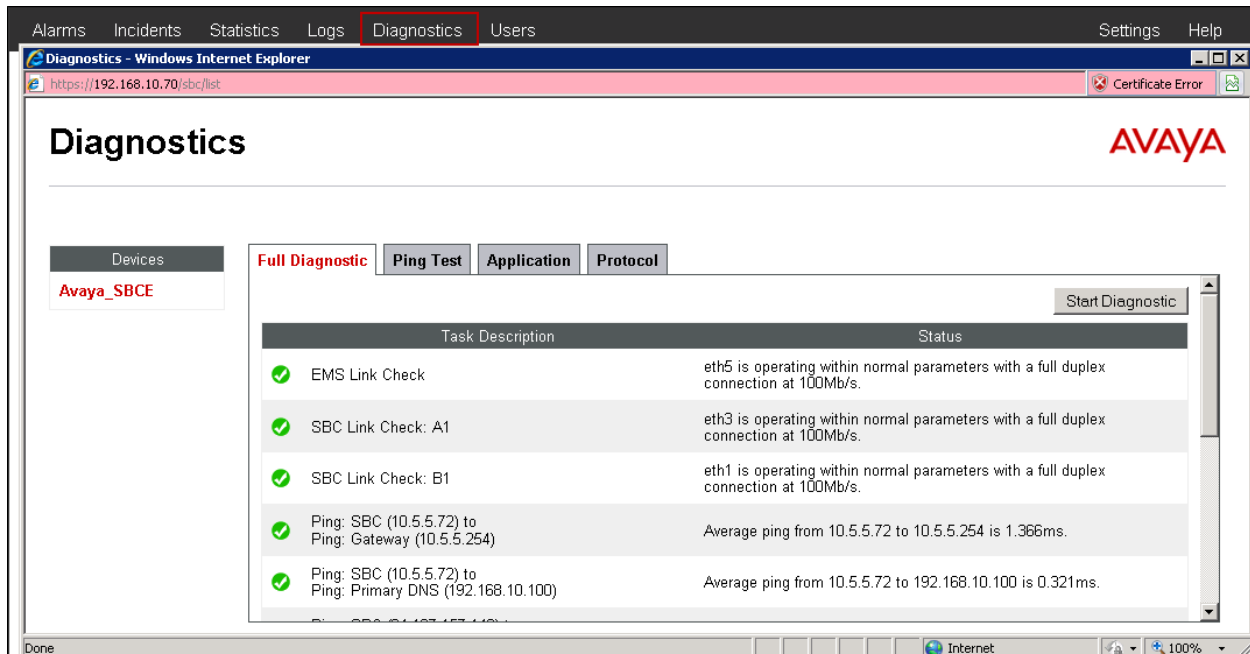 Alarms Incidents Statistics Logs Diagnostics Users Settings Help
Diagnostics - Windows Internet Explorer
https://192.168.10.70/sbc/list Certificate Error
Diagnostics
AVAYA
Devices
Avaya_SBCE
Full Diagnostic Ping Test Application Protocol
Start Diagnostic
Task Description Status
EMS Link Check
eth5 is operating within normal parameters with a full duplex
connection at 100Mb/s.
SBC Link Check: A1
eth3 is operating within normal parameters with a full duplex
connection at 100Mb/s.
SBC Link Check: B1
eth1 is operating within normal parameters with a full duplex
connection at 100Mb/s.
Ping: SBC (10.5.5.72) to
Ping: Gateway (10.5.5.254)
Average ping from 10.5.5.72 to 10.5.5.254 is 1.366ms.
Ping: SBC (10.5.5.72) to
Ping: Primary DNS (192.168.10.100)
Average ping from 10.5.5.72 to 192.168.10.100 is 0.321ms.
Done Internet 100%